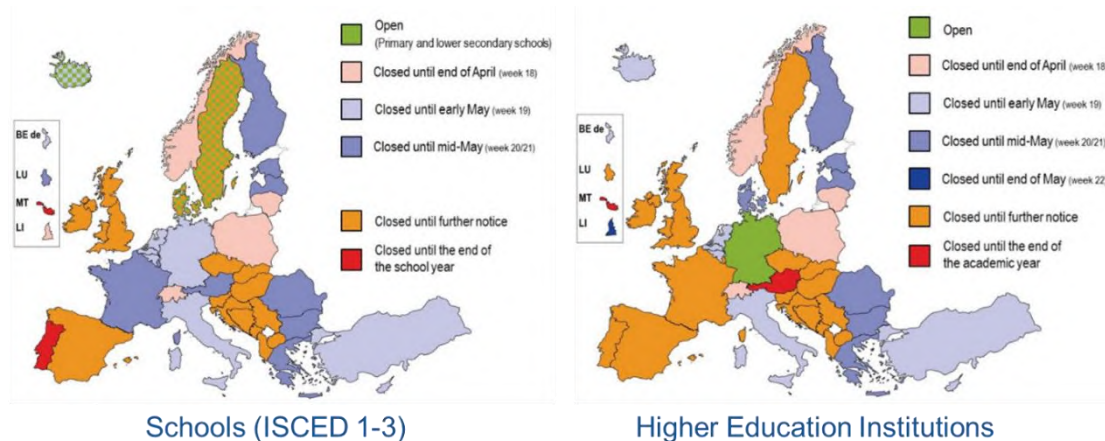 Open
(Primary and lower secondary schools)
Closed until end of April (week 18)
Closed until early May (week 19)
Closed until mid-May (week 20/21)
Closed until further notice
Closed until the end of
the school year
BE de
LU
MT
LI
Schools (ISCED 1-3)
Open
Closed until end of April (week 18)
Closed until early May (week 19)
Closed until mid-May (week 20/21)
Closed until end of May (week 22)
Closed until further notice
Closed until the end of
the academic year
BE de
LU
MT
LI
Higher Education Institutions